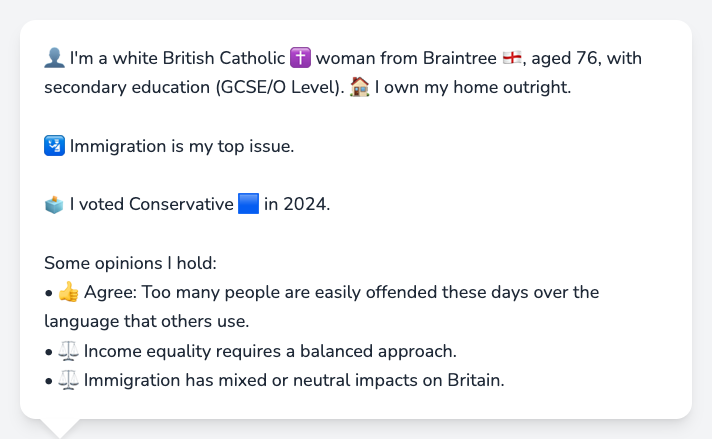 👤 I'm a white British Catholic ✝️ woman from Braintree 🏴󠁧󠁢󠁥󠁮󠁧󠁿, aged 76, with
secondary education (GCSE/O Level). 🏠 I own my home outright.
🛂 Immigration is my top issue.
🗳️ I voted Conservative 🟦 in 2024.
Some opinions I hold:
• 👍 Agree: Too many people are easily offended these days over the
language that others use.
• ⚖️ Income equality requires a balanced approach.
• ⚖️ Immigration has mixed or neutral impacts on Britain.